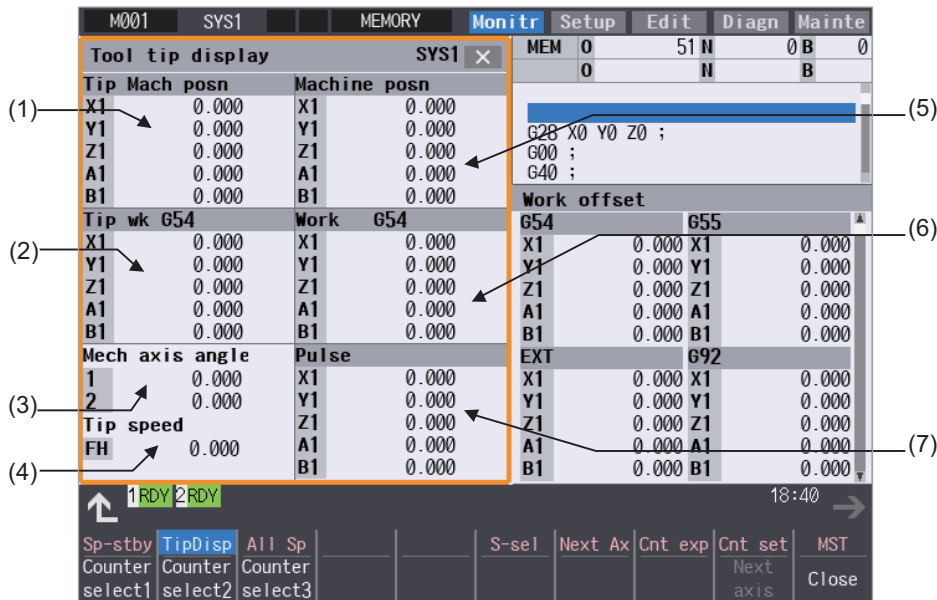 M001 SYS1 MEMORY Monitr Setup Edit Diagn Mainte
Tool tip display SYS1 ×
MEM O 51 N 0 B 0
O N B
Tip Mach posn Machine posn
X1 0.000 X1 0.000
Y1 0.000 Y1 0.000
Z1 0.000 Z1 0.000
A1 0.000 A1 0.000
B1 0.000 B1 0.000
G28 X0 Y0 Z0 ;
G00 ;
G40 ;
Tip wk G54 Work G54
X1 0.000 X1 0.000
Y1 0.000 Y1 0.000
Z1 0.000 Z1 0.000
A1 0.000 A1 0.000
B1 0.000 B1 0.000
Mech axis angle
1 0.000
2 0.000
Tip speed
FH 0.000
Pulse
X1 0.000
Y1 0.000
Z1 0.000
A1 0.000
B1 0.000
Work offset
G54 G55
X1 0.000 X1 0.000
Y1 0.000 Y1 0.000
Z1 0.000 Z1 0.000
A1 0.000 A1 0.000
B1 0.000 B1 0.000
EXT G92
X1 0.000 X1 0.000
Y1 0.000 Y1 0.000
Z1 0.000 Z1 0.000
A1 0.000 A1 0.000
B1 0.000 B1 0.000
1 RDY 2 RDY 18:40
Sp-stby TipDisp All Sp S-sel Next Ax Cnt exp Cnt set MST
Counter Counter Counter Next Close
select1 select2 select3 axis
(1)
(2)
(3)
(4)
(5)
(6)
(7)